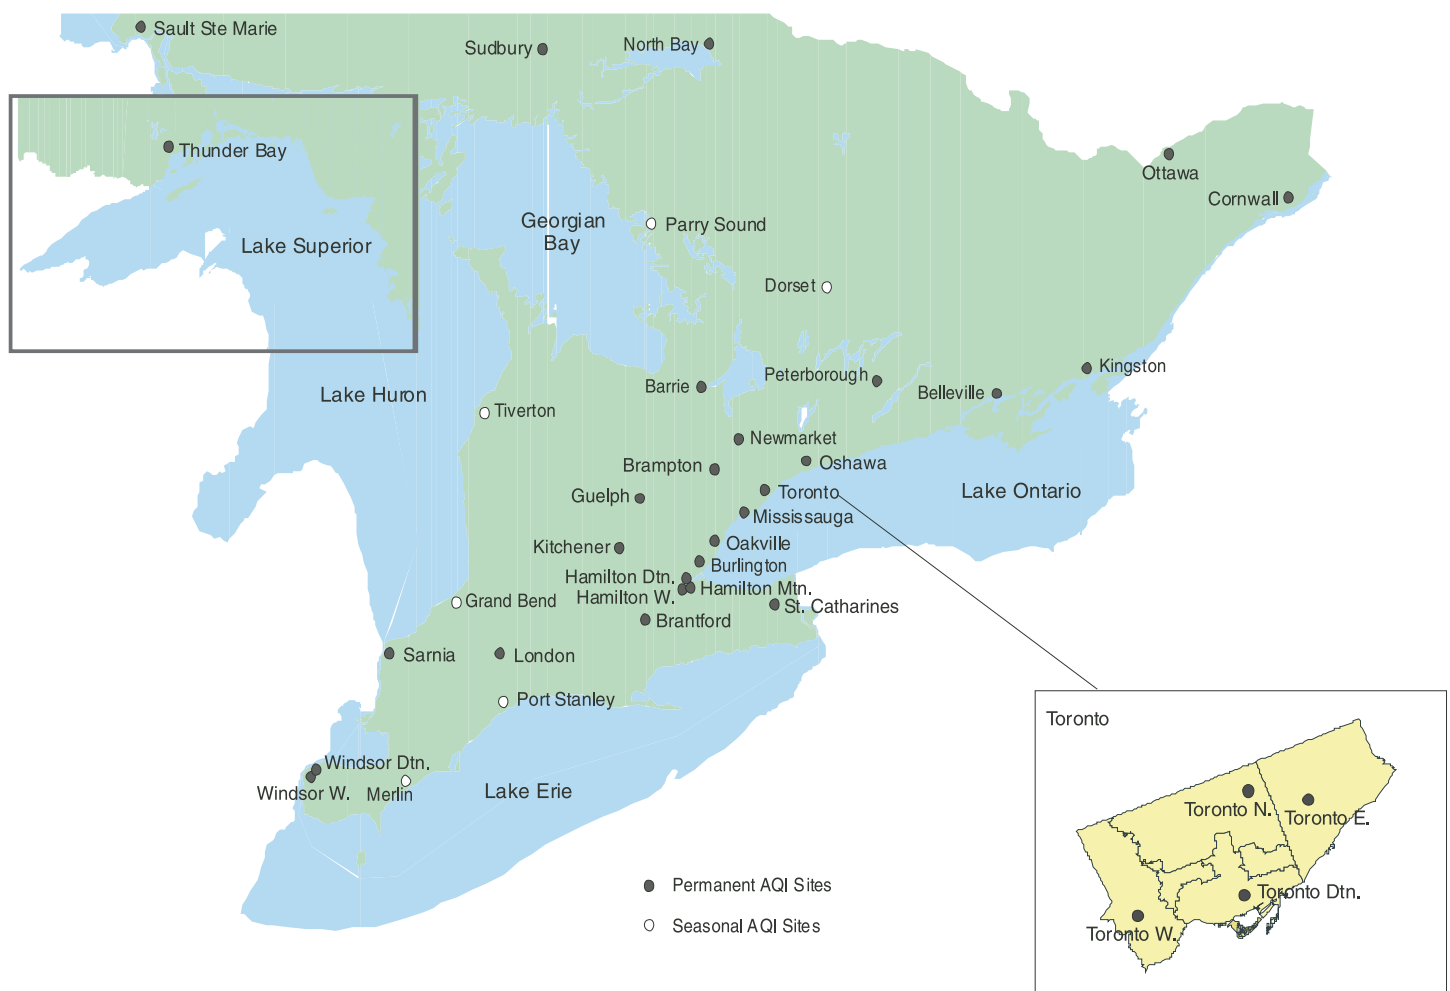 Sault Ste Marie
Sudbury
North Bay
Thunder Bay
Ottawa
Cornwall
Georgian
Bay
Parry Sound
Lake Superior
Dorset
Kingston
Peterborough
Barrie
Belleville
Lake Huron
Tiverton
Newmarket
Brampton
Oshawa
Guelph
Toronto
Lake Ontario
Mississauga
Kitchener
Oakville
Burlington
Hamilton Dtn.
Hamilton Mtn.
Hamilton W.
Grand Bend
St. Catharines
Brantford
Sarnia
London
Port Stanley
Toronto
Windsor Dtn.
Windsor W.
Merlin
Lake Erie
Toronto N.
Toronto E.
Permanent AQI Sites
Toronto Dtn.
Seasonal AQI Sites
Toronto W.